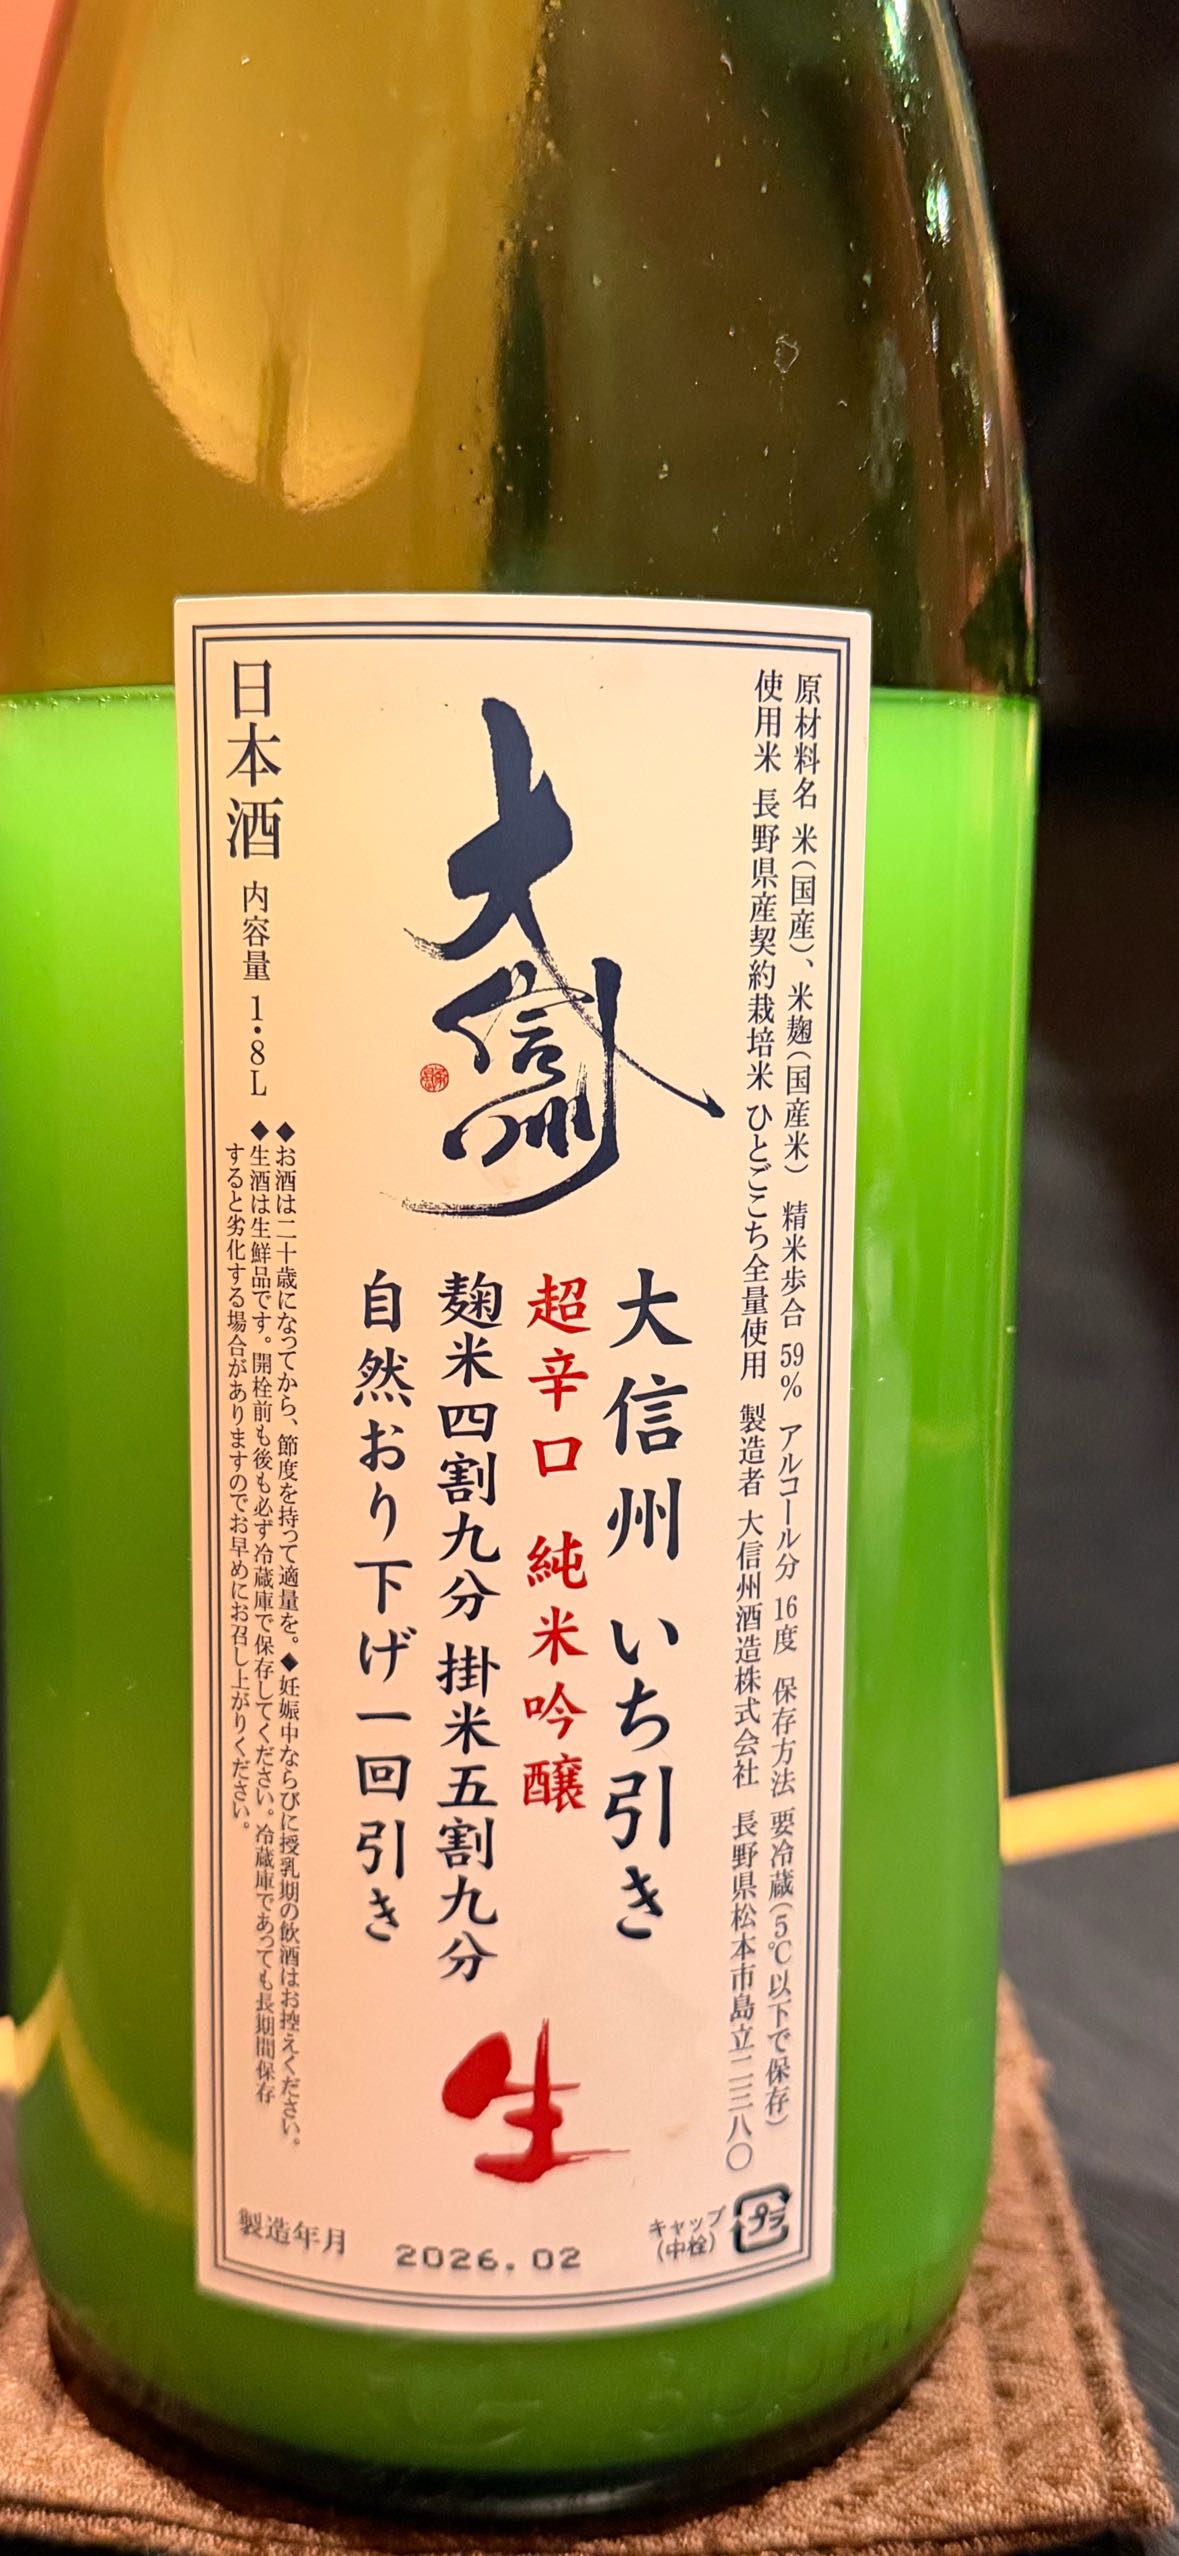 原材料名 米(国産)、米麹(国産米) 精米歩合 59% アルコール分 16度 保存方法 要冷蔵(5℃以下で保存)
使用米 長野県産契約栽培米 ひとごこち全量使用 製造者 大信州酒造株式会社 長野県松本市島立二三八〇
大信州
大信州 いち引き
超辛口 純米吟醸
麹米四割九分 掛米五割九分
自然おり下げ一回引き
生
日本酒 内容量 1.8L
◆お酒は二十歳になってから、節度を持って適量を。◆妊娠中ならびに授乳期の飲酒はお控えください。
◆生酒は生鮮品です。開栓前も後も必ず冷蔵庫で保存してください。冷蔵庫であっても長期間保存
すると劣化する場合がありますのでお早めにお召し上がりください。
製造年月 2026.02
キャップ
(中栓)
プラ